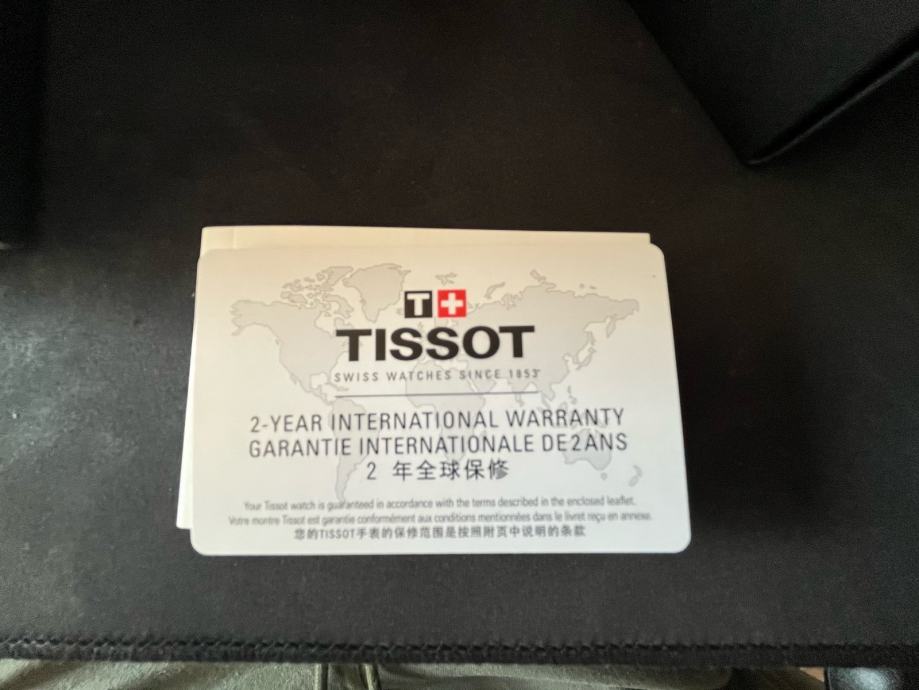 T
TISSOT
SWISS WATCHES SINCE 1853
2-YEAR INTERNATIONAL WARRANTY
GARANTIE INTERNATIONALE DE 2 ANS
2 年全球保修
Your Tissot watch is guaranteed in accordance with the terms described in the enclosed leaflet.
Votre montre Tissot est garantie conformément aux conditions mentionnées dans le livret reçu en annexe.
您的TISSOT手表的保修范围是按照附页中说明的条款